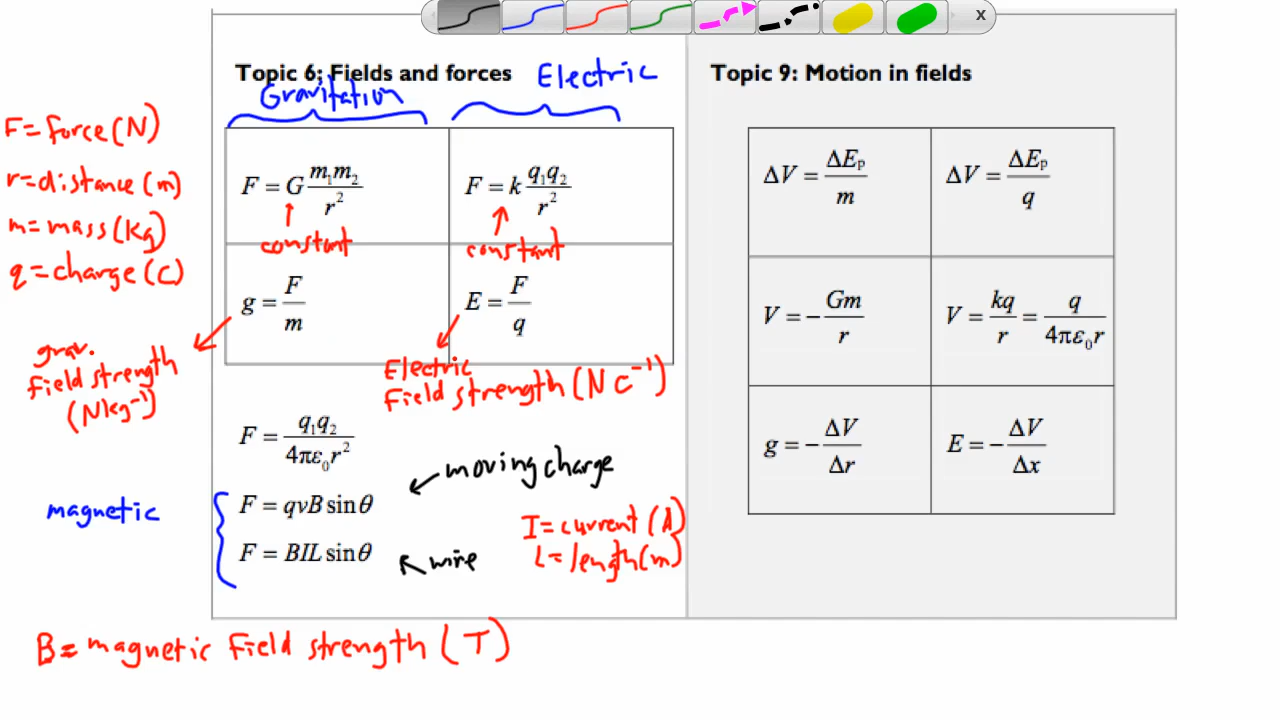 x
Topic 6: Fields and forces
Electric
Gravitation
F = force (N)
r = distance (m)
m = mass (kg)
q = charge (C)
F = G m₁m₂ / r²
constant
F = k q₁q₂ / r²
constant
g = F / m
grav.
field strength
(N kg⁻¹)
E = F / q
Electric
field strength (N C⁻¹)
F = q₁q₂ / 4πε₀r²
magnetic
F = qvB sin θ
moving charge
F = BIL sin θ
wire
I = current (A)
L = length (m)
B = magnetic field strength (T)
Topic 9: Motion in fields
ΔV = ΔEₚ / m
ΔV = ΔEₚ / q
V = − Gm / r
V = kq / r = q / 4πε₀r
g = − ΔV / Δr
E = − ΔV / Δx